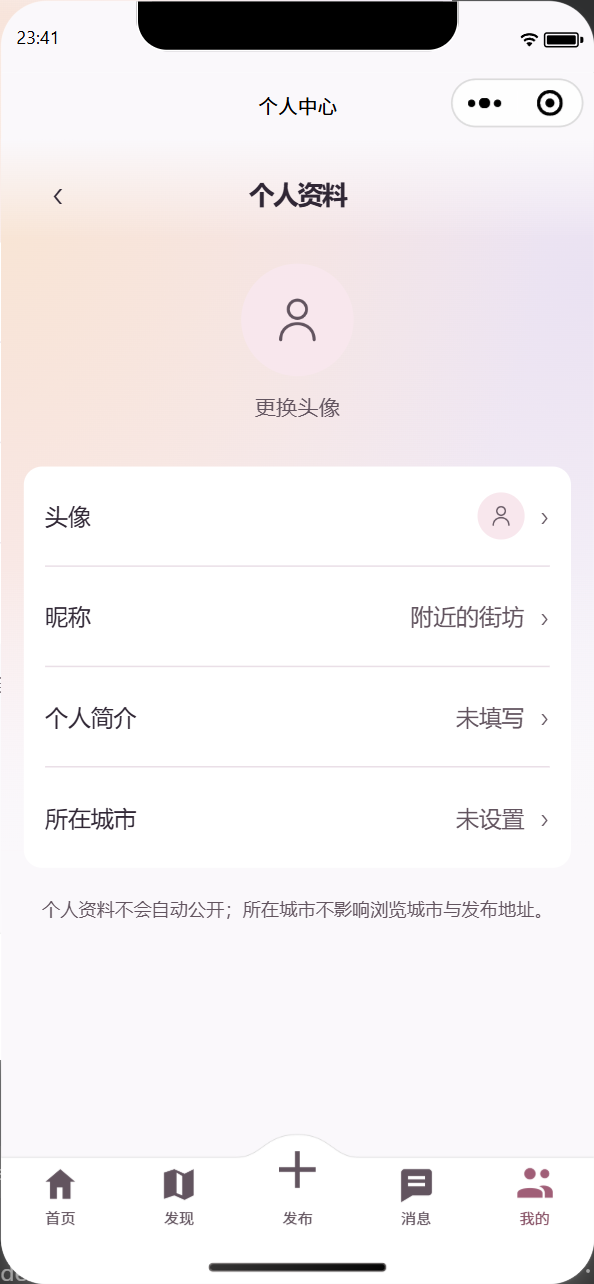 23:41
个人中心
个人资料
更换头像
头像
昵称 附近的街坊
个人简介 未填写
所在城市 未设置
个人资料不会自动公开；所在城市不影响浏览城市与发布地址。
首页 发现 发布 消息 我的